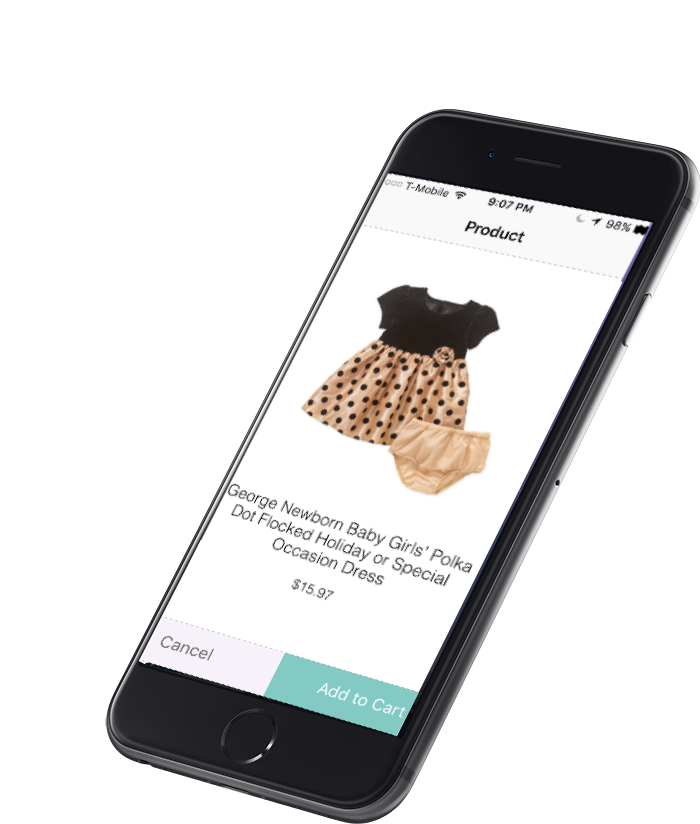 T-Mobile 9:07 PM 98%
Product
George Newborn Baby Girls' Polka
Dot Flocked Holiday or Special
Occasion Dress
$15.97
Cancel Add to Cart